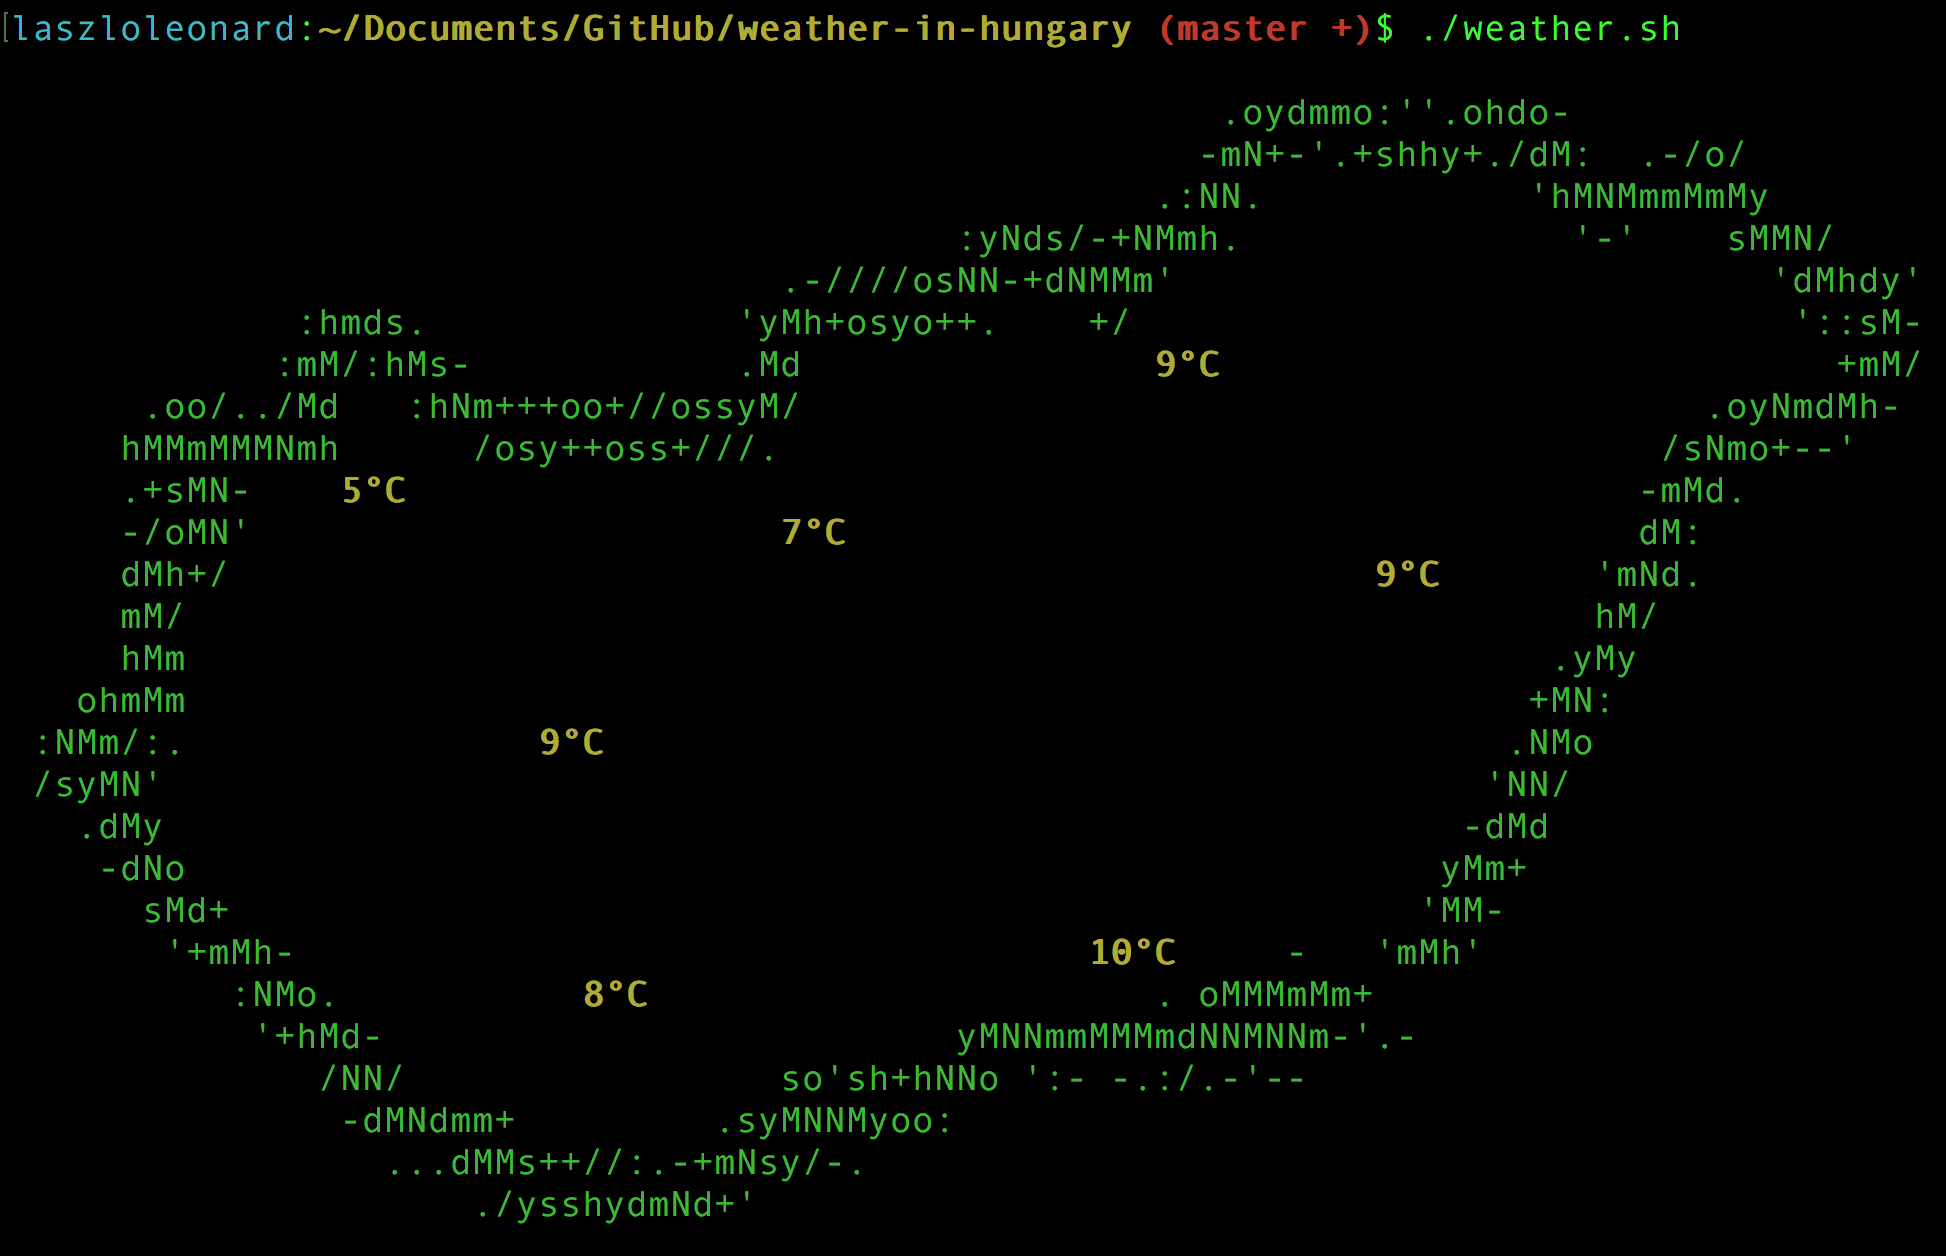 laszloleonard:~/Documents/GitHub/weather-in-hungary (master +)$ ./weather.sh
.oydmmo:''.ohdo-
-mN+-'.+shhy+./dM:  .-/o/
.:NN.             'hMNMmmMmMy
:yNds/-+NMmh.               '-'    sMMN/
.-////osNN-+dNMMm'                            'dMhdy'
:hmds.              'yMh+osyo++.    +/                              '::sM-
:mM/:hMs-            .Md                9°C                            +mM/
.oo/../Md   :hNm+++oo+//ossyM/                                         .oyNmdMh-
hMMmMMMNmh      /osy++oss+///.                                        /sNmo+--'
.+sMN-    5°C                                                        -mMd.
-/oMN'                        7°C                                    dM:
dMh+/                                                    9°C       'mNd.
mM/                                                                hM/
hMm                                                              .yMy
ohmMm                                                             +MN:
:NMm/:.                9°C                                         .NMo
/syMN'                                                            'NN/
.dMy                                                           -dMd
-dNo                                                         yMm+
sMd+                                                      'MM-
'+mMh-                                    10°C     -   'mMh'
:NMo.           8°C                       . oMMMmMm+
'+hMd-                          yMNNmmMMMmdNNMNNm-'.-
/NN/                 so'sh+hNNo ':- -.:/.-'--
-dMNdmm+         .syMNNMyoo:
...dMMs++//:.-+mNsy/-.
./ysshydmNd+'